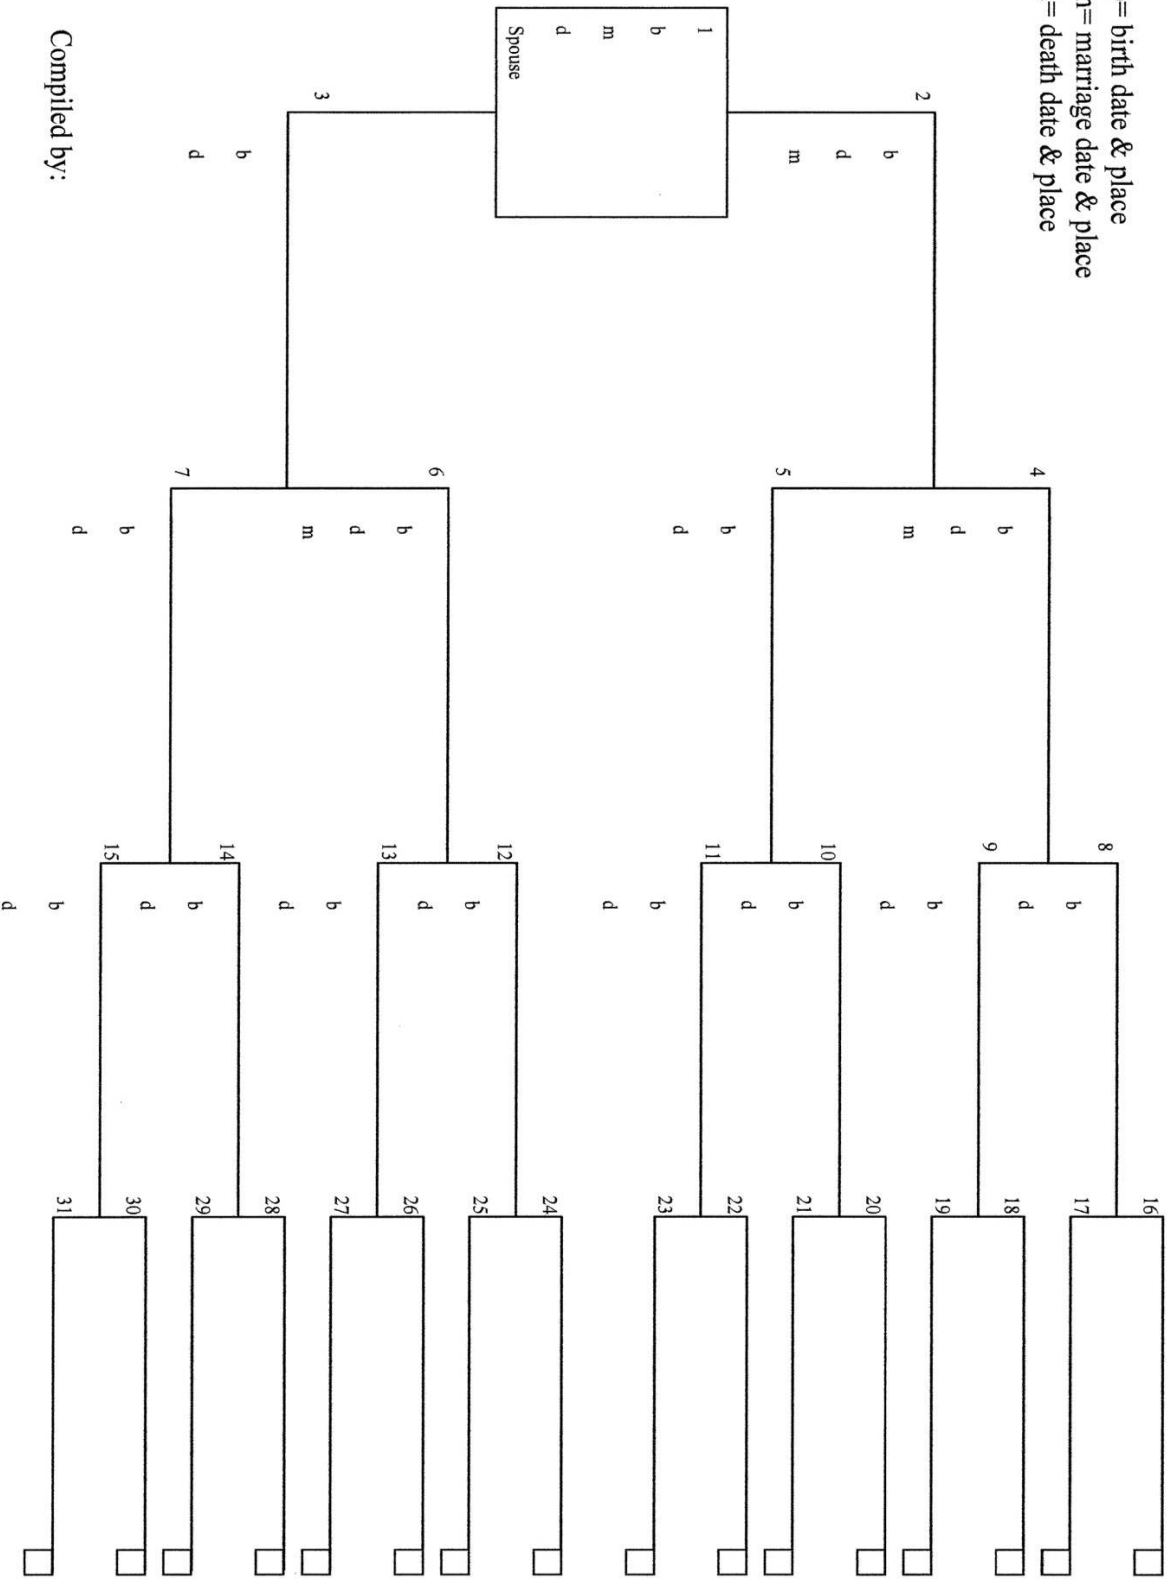 = birth date & place
= marriage date & place
= death date & place
1
b
m
d
Spouse
2
b
d
m
3
b
d
4
b
d
m
5
b
d
6
b
d
m
7
b
d
8
b
d
9
b
d
10
b
d
11
b
d
12
b
d
13
b
d
14
b
d
15
b
d
16
17
18
19
20
21
22
23
24
25
26
27
28
29
30
31
Compiled by: